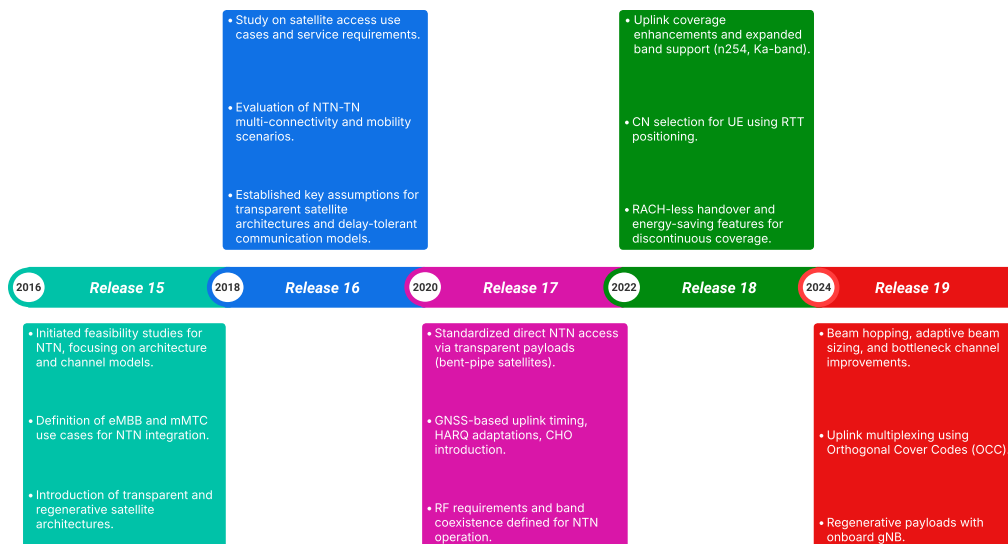 • Study on satellite access use
cases and service requirements.
• Evaluation of NTN-TN
multi-connectivity and mobility
scenarios.
• Established key assumptions for
transparent satellite
architectures and delay-tolerant
communication models.
• Uplink coverage
enhancements and expanded
band support (n254, Ka-band).
• CN selection for UE using RTT
positioning.
• RACH-less handover and
energy-saving features for
discontinuous coverage.
2016 Release 15 2018 Release 16 2020 Release 17 2022 Release 18 2024 Release 19
• Initiated feasibility studies for
NTN, focusing on architecture
and channel models.
• Definition of eMBB and mMTC
use cases for NTN integration.
• Introduction of transparent and
regenerative satellite
architectures.
• Standardized direct NTN access
via transparent payloads
(bent-pipe satellites).
• GNSS-based uplink timing,
HARQ adaptations, CHO
introduction.
• RF requirements and band
coexistence defined for NTN
operation.
• Beam hopping, adaptive beam
sizing, and bottleneck channel
improvements.
• Uplink multiplexing using
Orthogonal Cover Codes (OCC)
• Regenerative payloads with
onboard gNB.